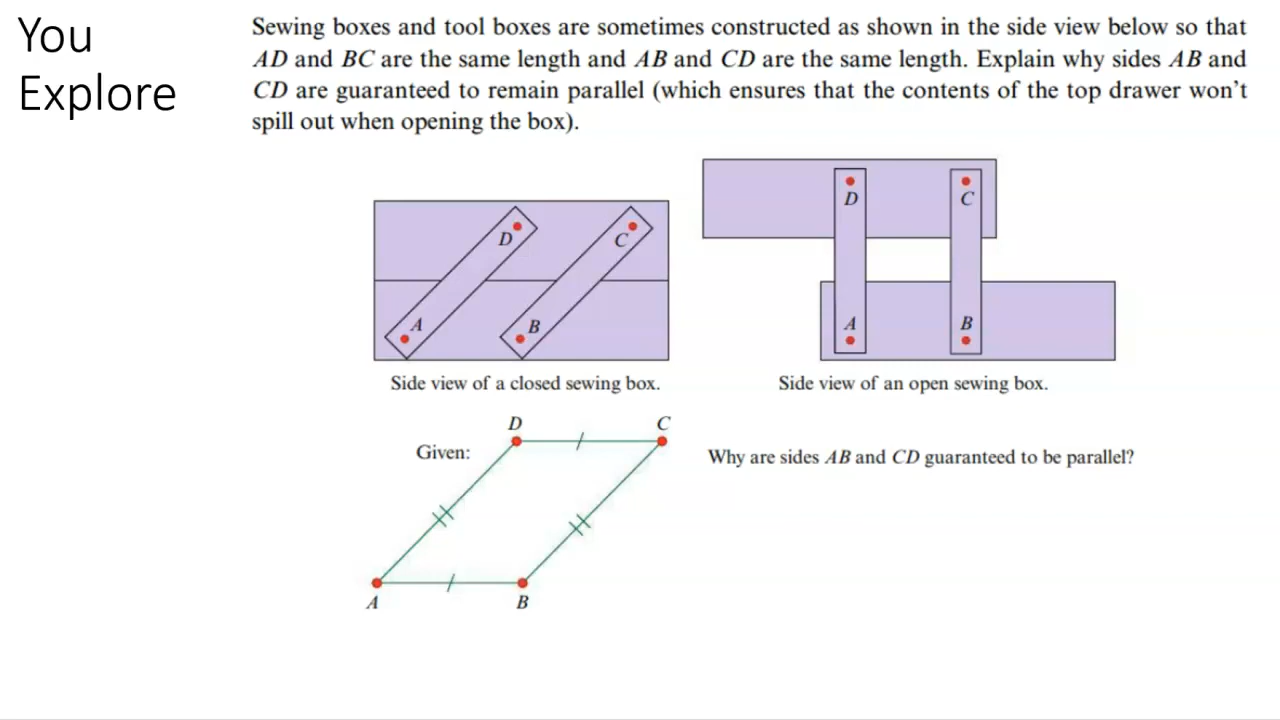 You
Explore
Sewing boxes and tool boxes are sometimes constructed as shown in the side view below so that
AD and BC are the same length and AB and CD are the same length. Explain why sides AB and
CD are guaranteed to remain parallel (which ensures that the contents of the top drawer won’t
spill out when opening the box).
D
C
A
B
Side view of a closed sewing box.
D
C
A
B
Side view of an open sewing box.
Given:
D
C
A
B
Why are sides AB and CD guaranteed to be parallel?